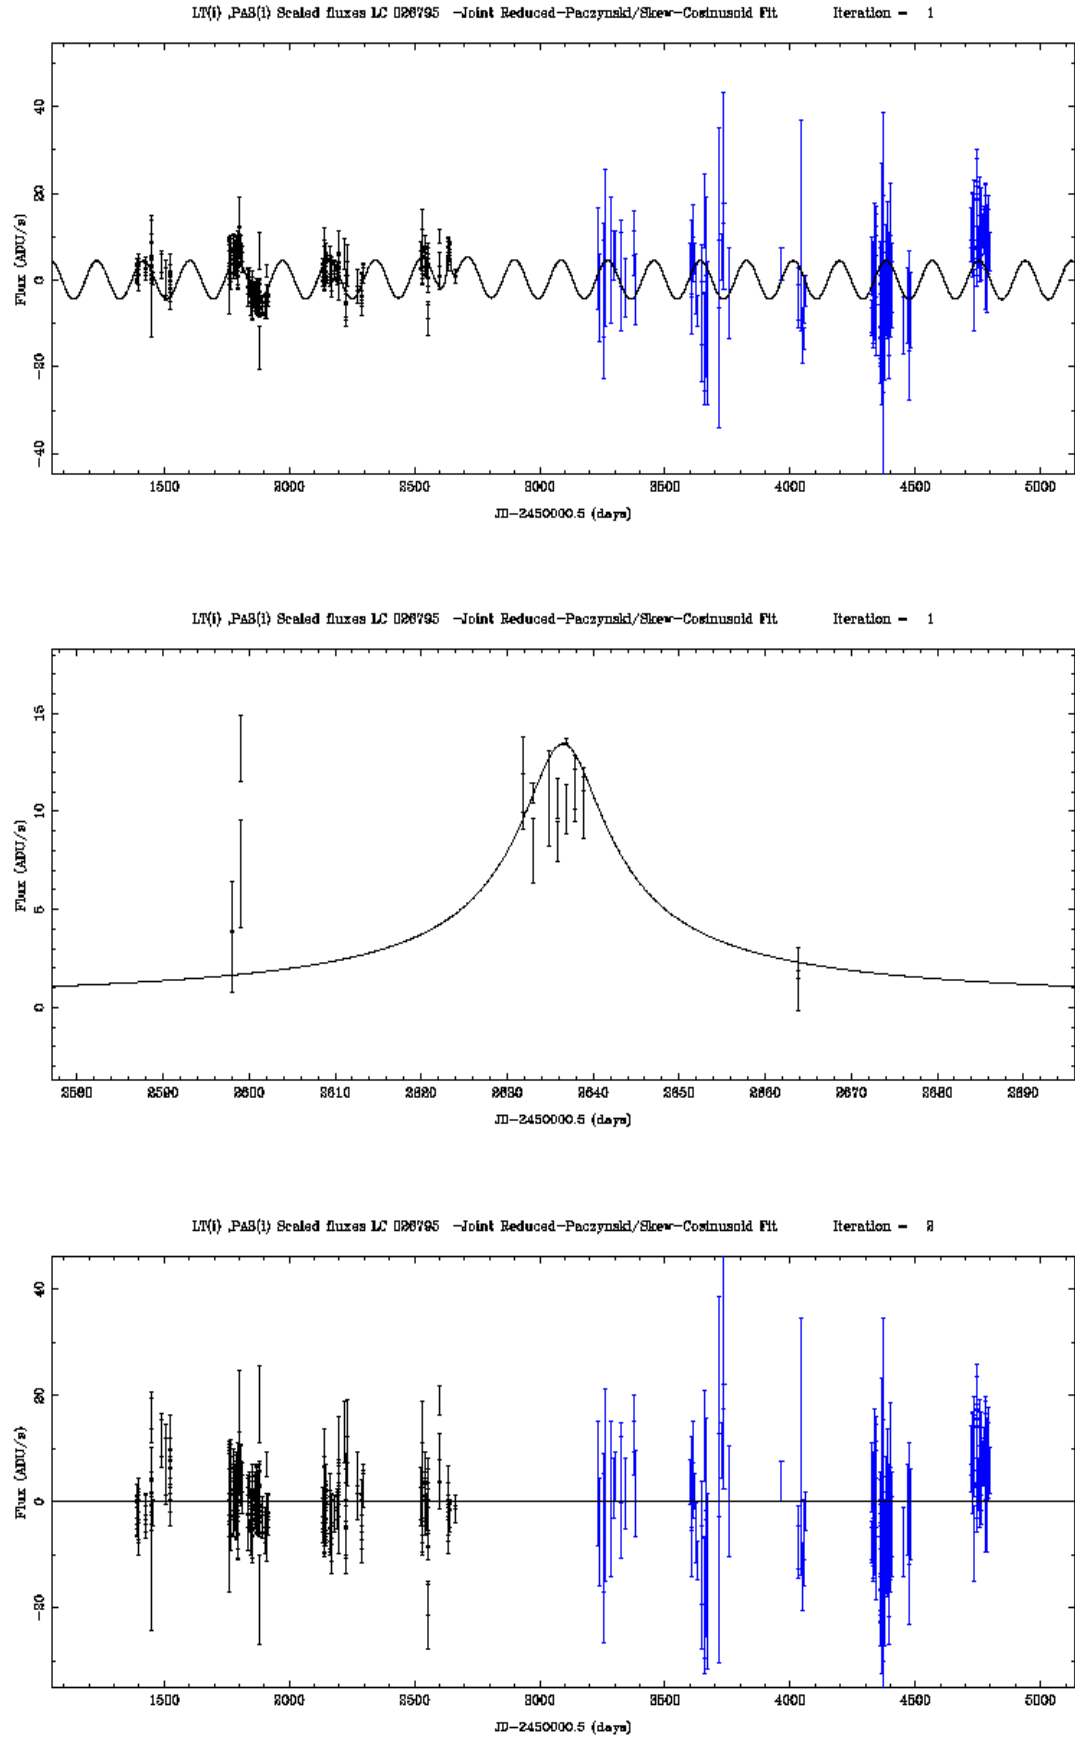 LT(i) ,PA3(i) Scaled fluxes LC 026795 -Joint Reduced-Paczynski/Skew-Cosinusoid Fit Iteration - 1
40
20
0
-20
-40
Flux (ADU/s)
1500 2000 2500 3000 3500 4000 4500 5000
JD-2450000.5 (days)
LT(i) ,PA3(i) Scaled fluxes LC 026795 -Joint Reduced-Paczynski/Skew-Cosinusoid Fit Iteration - 1
15
10
5
0
Flux (ADU/s)
2580 2590 2600 2610 2620 2630 2640 2650 2660 2670 2680 2690
JD-2450000.5 (days)
LT(i) ,PA3(i) Scaled fluxes LC 026795 -Joint Reduced-Paczynski/Skew-Cosinusoid Fit Iteration - 2
40
20
0
-20
Flux (ADU/s)
1500 2000 2500 3000 3500 4000 4500 5000
JD-2450000.5 (days)